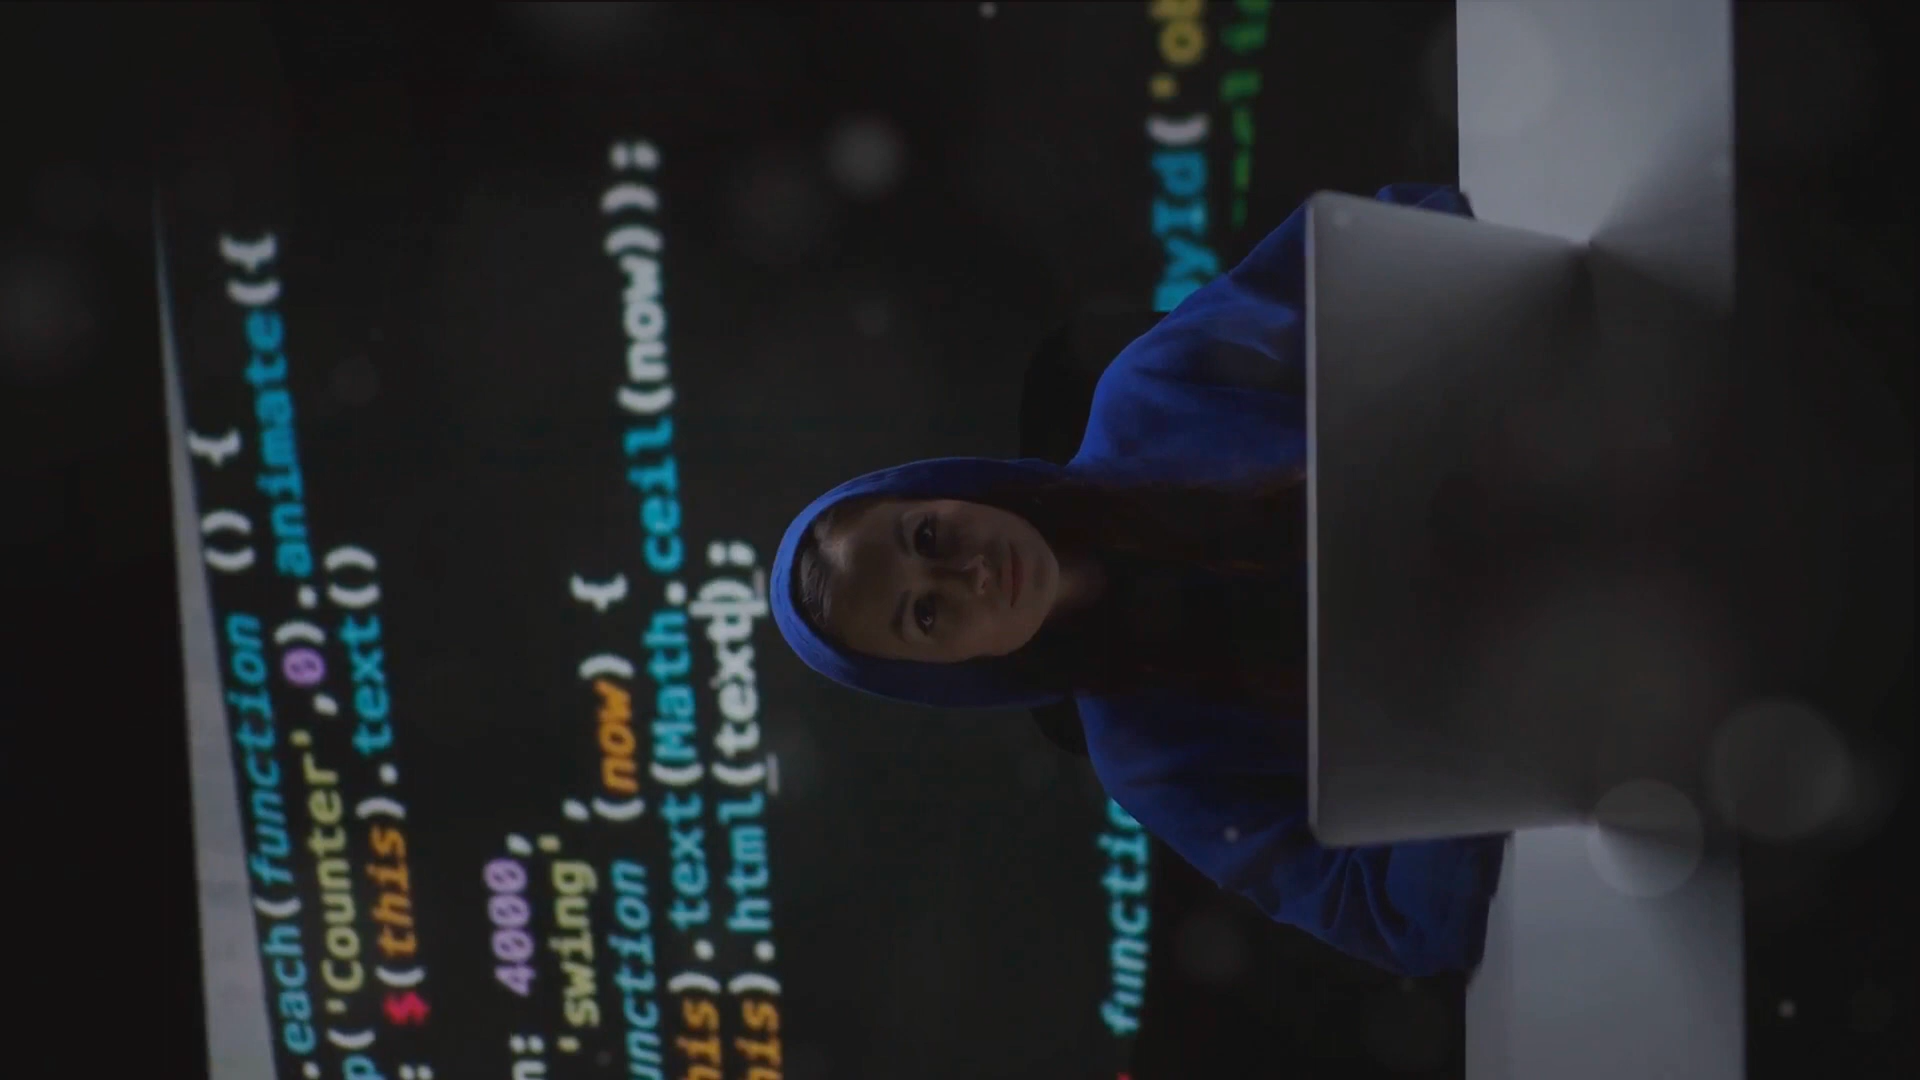 .each(function () {
p('Counter',0).animate({
: $(this).text()
n: 4000,
'swing',
unction (now) {
his).text(Math.ceil(now));
his).html(text);
function
ById('ob